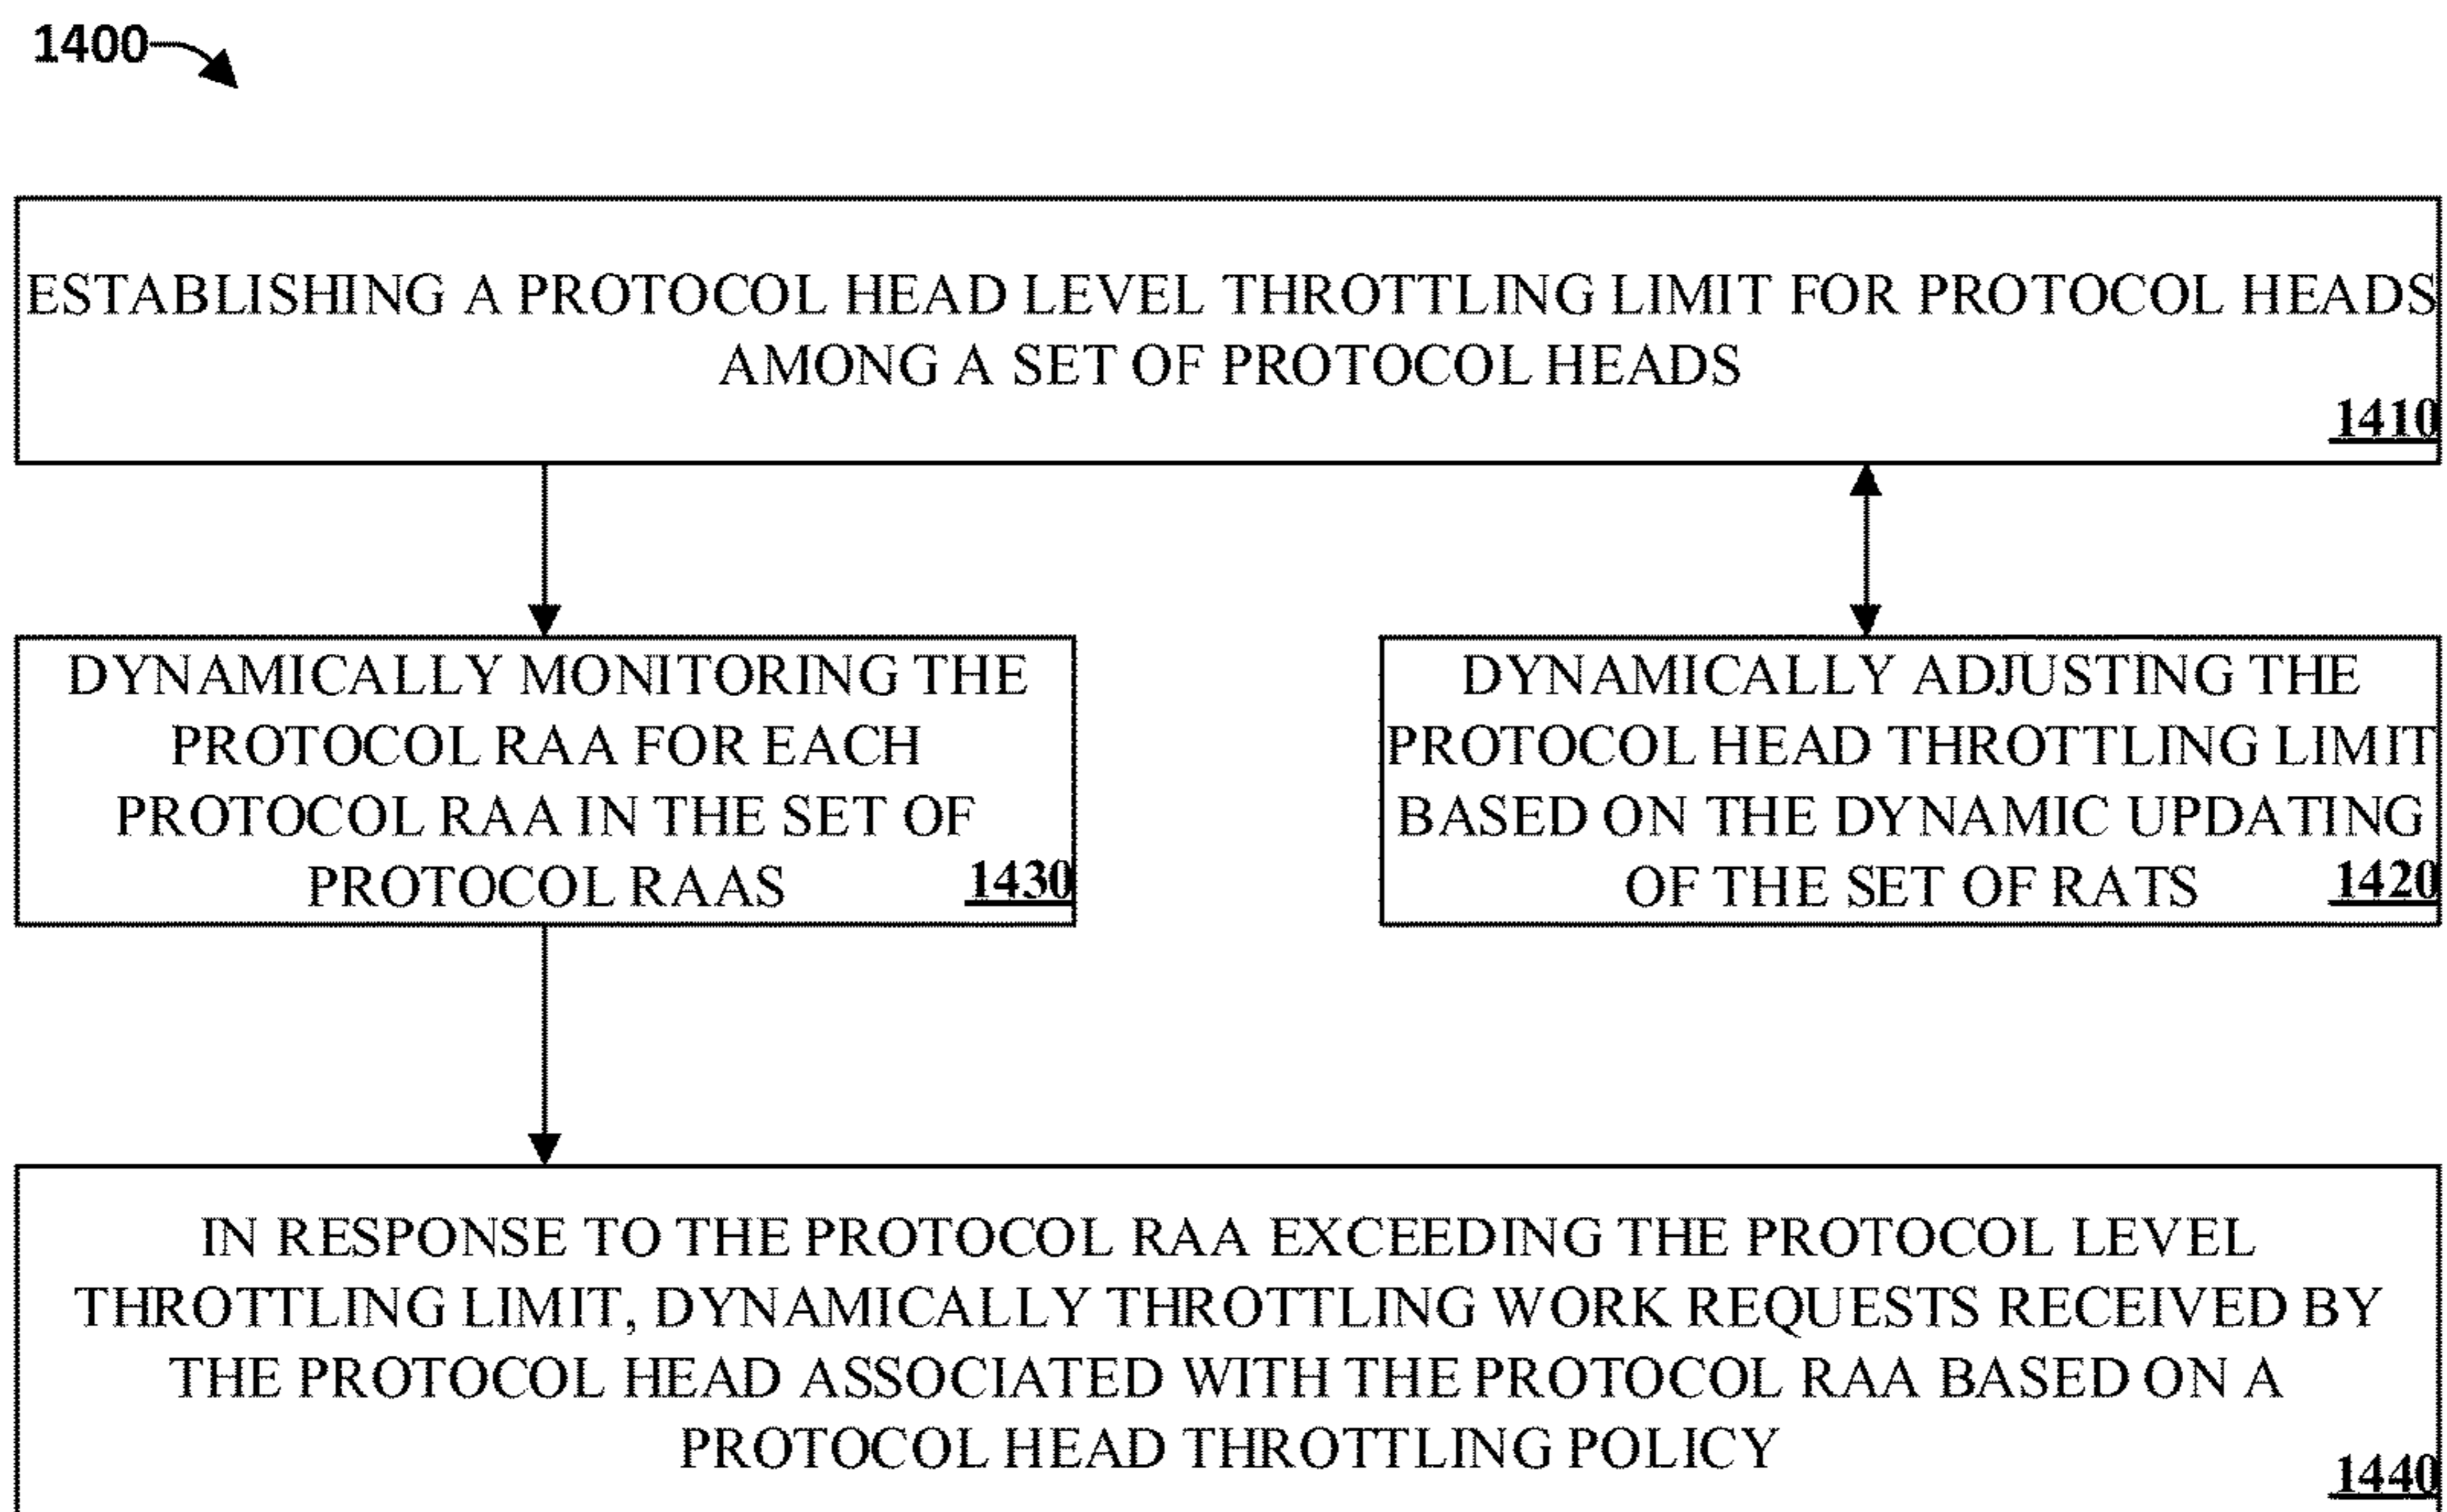 1400
ESTABLISHING A PROTOCOL HEAD LEVEL THROTTLING LIMIT FOR PROTOCOL HEADS
AMONG A SET OF PROTOCOL HEADS
1410
DYNAMICALLY MONITORING THE
PROTOCOL RAA FOR EACH
PROTOCOL RAA IN THE SET OF
PROTOCOL RAAS
1430
DYNAMICALLY ADJUSTING THE
PROTOCOL HEAD THROTTLING LIMIT
BASED ON THE DYNAMIC UPDATING
OF THE SET OF RATS
1420
IN RESPONSE TO THE PROTOCOL RAA EXCEEDING THE PROTOCOL LEVEL
THROTTLING LIMIT, DYNAMICALLY THROTTLING WORK REQUESTS RECEIVED BY
THE PROTOCOL HEAD ASSOCIATED WITH THE PROTOCOL RAA BASED ON A
PROTOCOL HEAD THROTTLING POLICY
1440